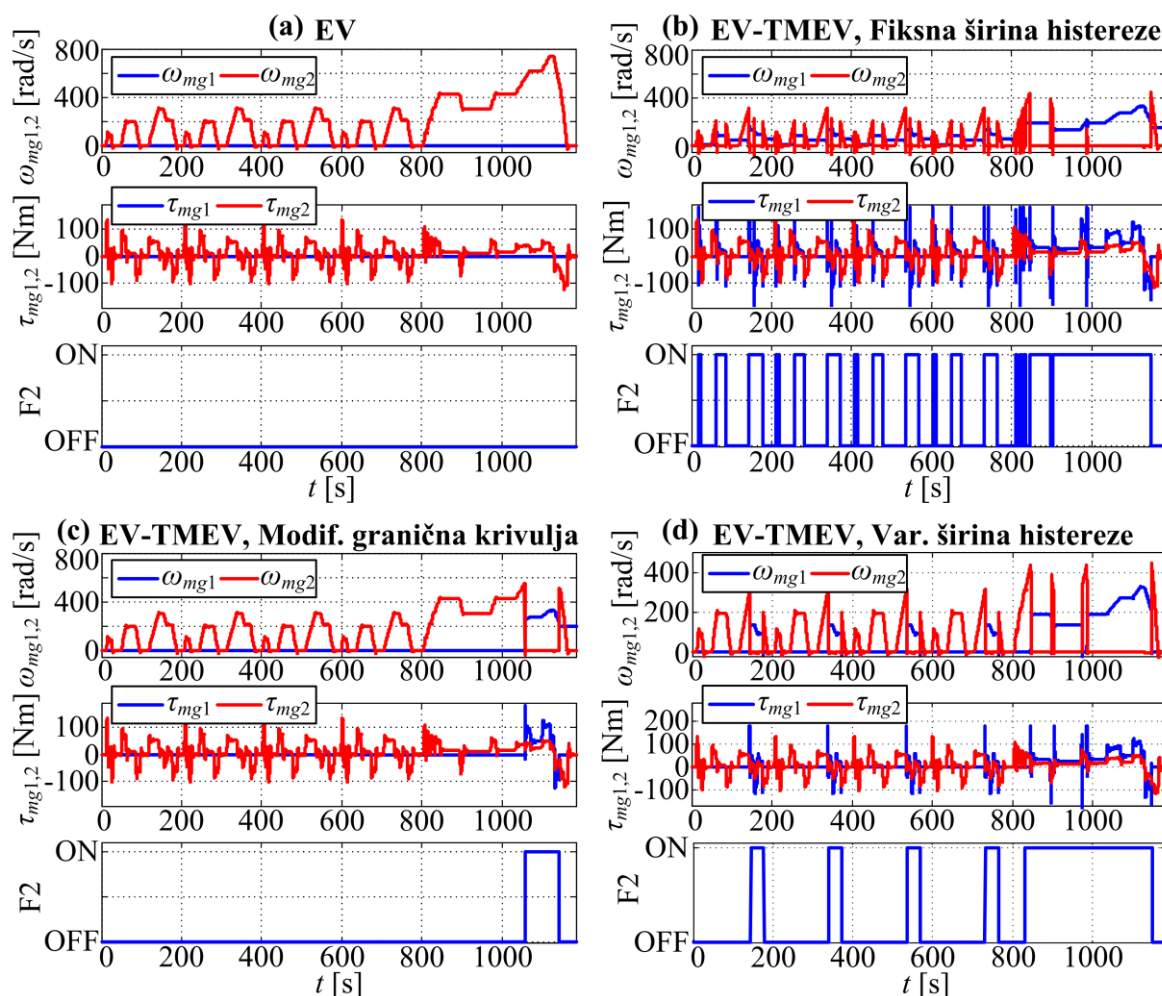 (a) EV
ω_mg1,2 [rad/s]
800
400
0
ω_mg1 ω_mg2
0 200 400 600 800 1000
τ_mg1,2 [Nm]
100
0
-100
τ_mg1 τ_mg2
0 200 400 600 800 1000
F2
ON
OFF
0 200 400 600 800 1000
t [s]
(b) EV-TMEV, Fiksna širina histereze
ω_mg1,2 [rad/s]
800
400
0
ω_mg1 ω_mg2
0 200 400 600 800 1000
τ_mg1,2 [Nm]
100
0
-100
τ_mg1 τ_mg2
0 200 400 600 800 1000
F2
ON
OFF
0 200 400 600 800 1000
t [s]
(c) EV-TMEV, Modif. granična krivulja
ω_mg1,2 [rad/s]
800
400
0
ω_mg1 ω_mg2
0 200 400 600 800 1000
τ_mg1,2 [Nm]
100
0
-100
τ_mg1 τ_mg2
0 200 400 600 800 1000
F2
ON
OFF
0 200 400 600 800 1000
t [s]
(d) EV-TMEV, Var. širina histereze
ω_mg1,2 [rad/s]
400
200
0
ω_mg1 ω_mg2
0 200 400 600 800 1000
τ_mg1,2 [Nm]
200
100
0
-100
τ_mg1 τ_mg2
0 200 400 600 800 1000
F2
ON
OFF
0 200 400 600 800 1000
t [s]